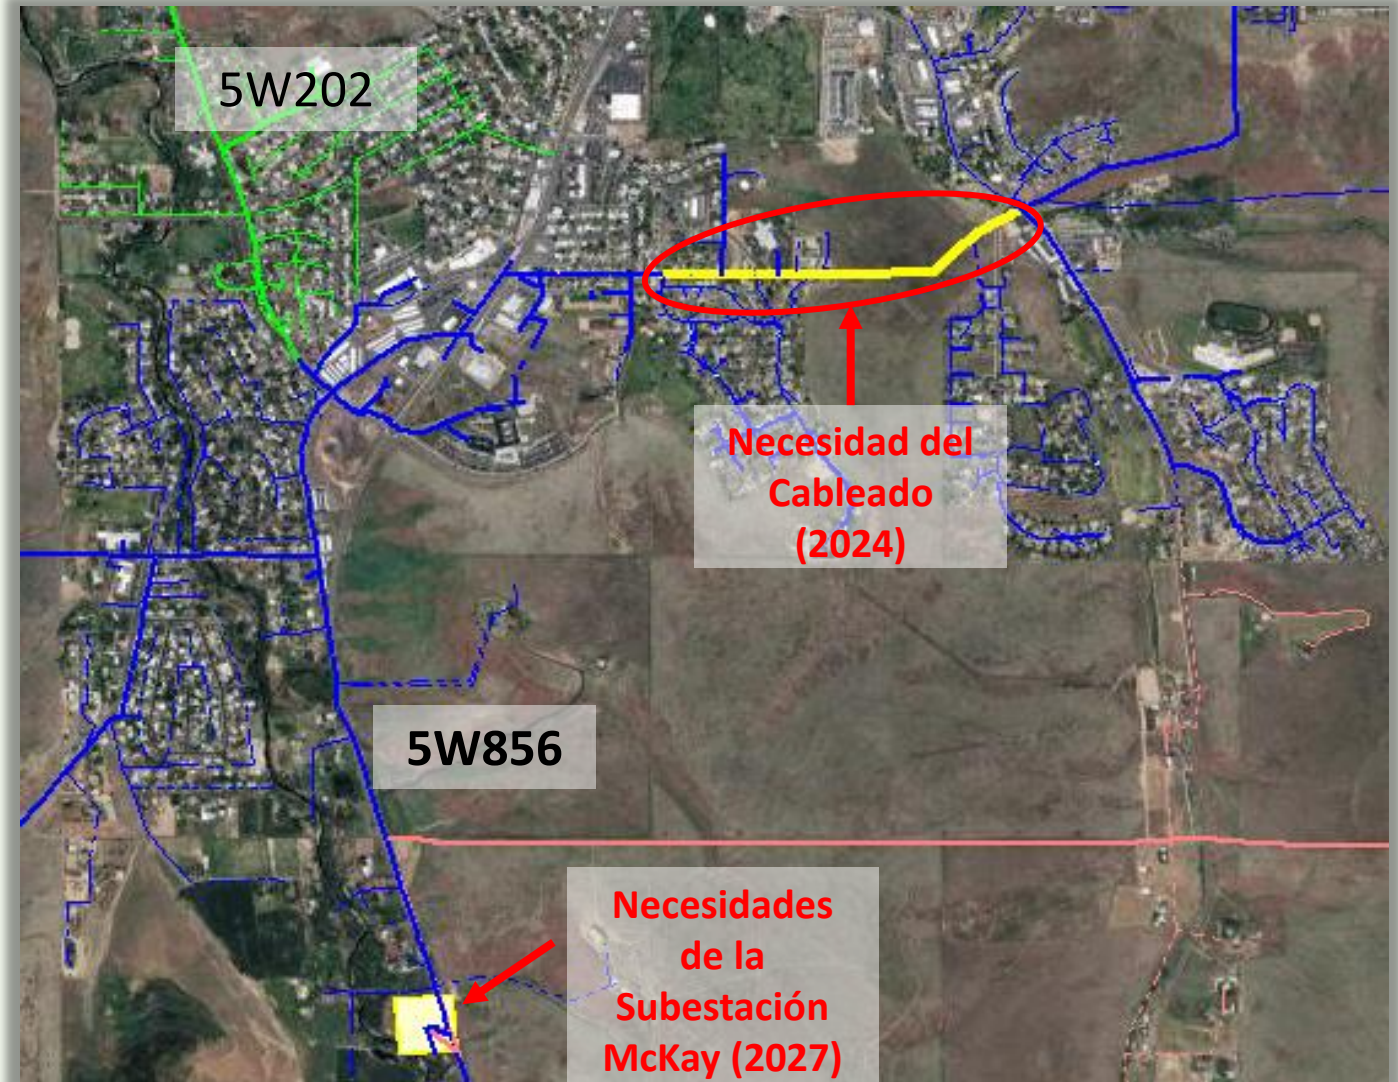 5W202
Necesidad del
Cableado
(2024)
5W856
Necesidades
de la
Subestación
McKay (2027)